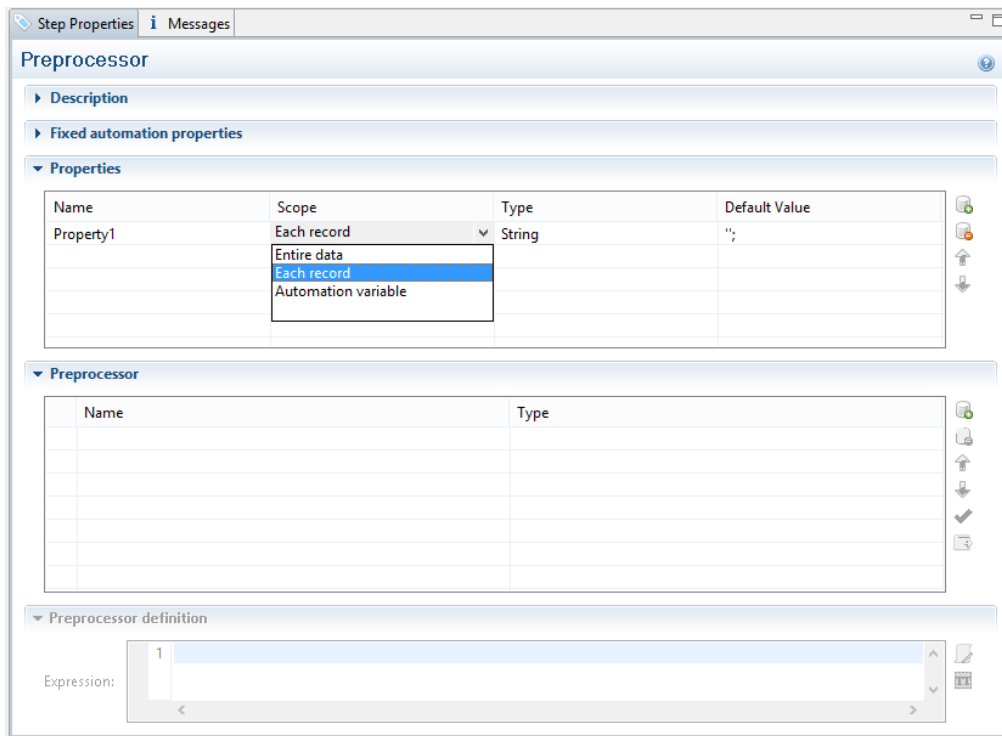 Step Properties i Messages
Preprocessor
Description
Fixed automation properties
Properties
Name Scope Type Default Value
Property1 Each record String '';
Entire data
Each record
Automation variable
Preprocessor
Name Type
Preprocessor definition
1
Expression: